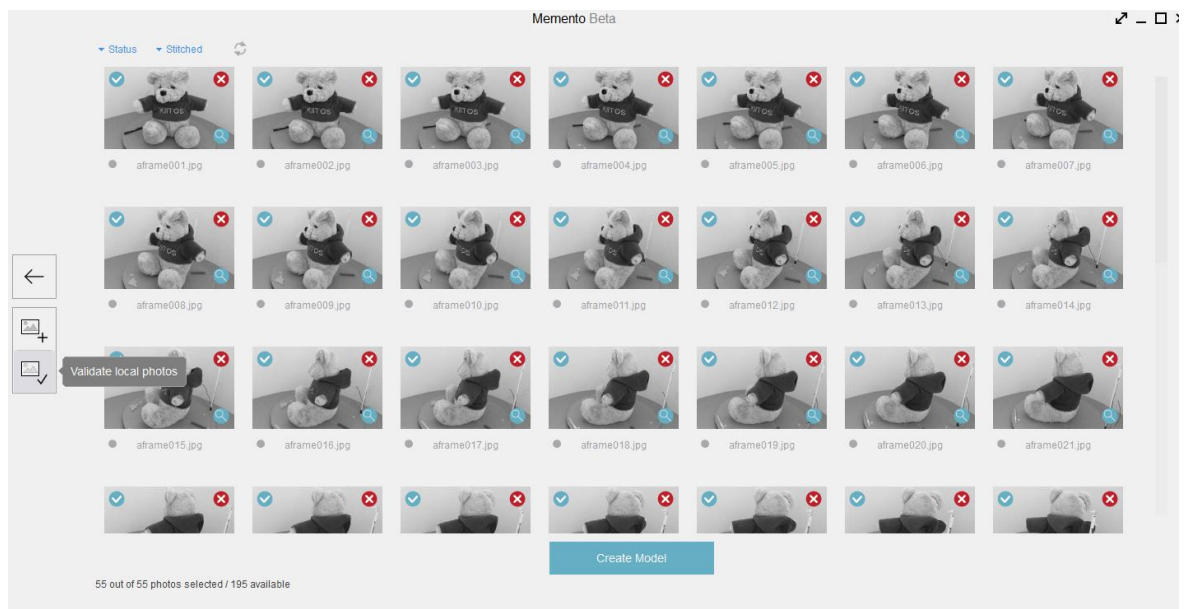 Memento Beta
Status Stitched
aframe001.jpg aframe002.jpg aframe003.jpg aframe004.jpg aframe005.jpg aframe006.jpg aframe007.jpg
aframe008.jpg aframe009.jpg aframe010.jpg aframe011.jpg aframe012.jpg aframe013.jpg aframe014.jpg
Validate local photos
aframe015.jpg aframe016.jpg aframe017.jpg aframe018.jpg aframe019.jpg aframe020.jpg aframe021.jpg
Create Model
55 out of 55 photos selected / 195 available